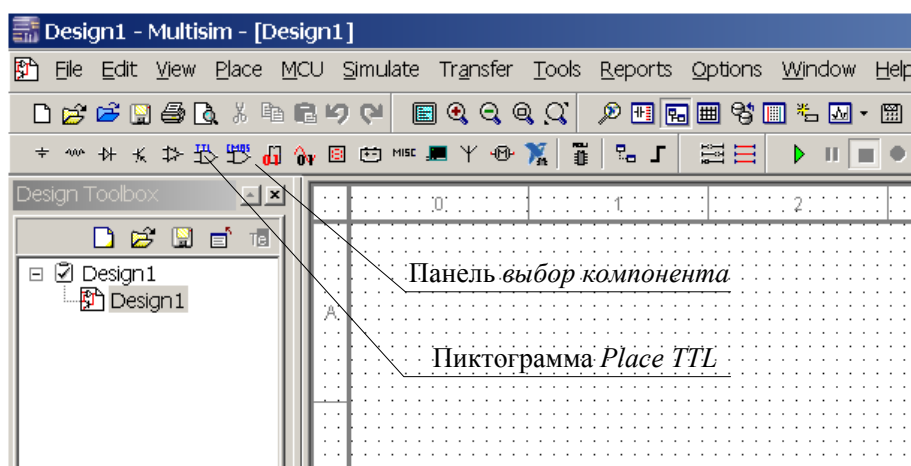 Design1 - Multisim - [Design1]
File Edit View Place MCU Simulate Transfer Tools Reports Options Window Help
TTL CMOS MISC
Design Toolbox
0 1 2
Design1
Design1
A
Панель выбор компонента
Пиктограмма Place TTL